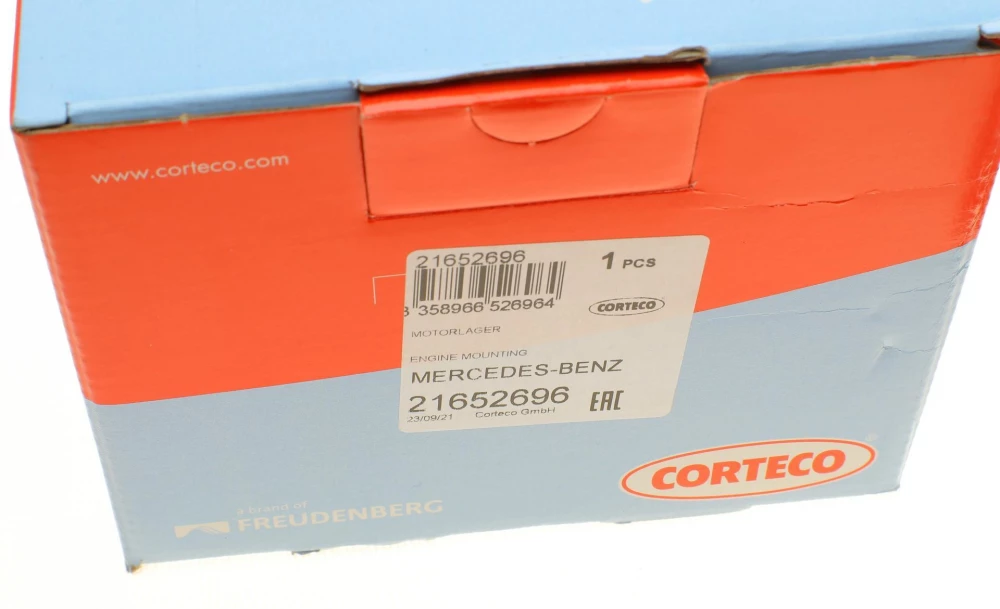 www.corteco.com
21652696
1 PCS
3 358966 526964
CORTECO
MOTORLAGER
ENGINE MOUNTING
MERCEDES-BENZ
21652696
EAC
23/09/21 Corteco GmbH
CORTECO
a brand of
FREUDENBERG